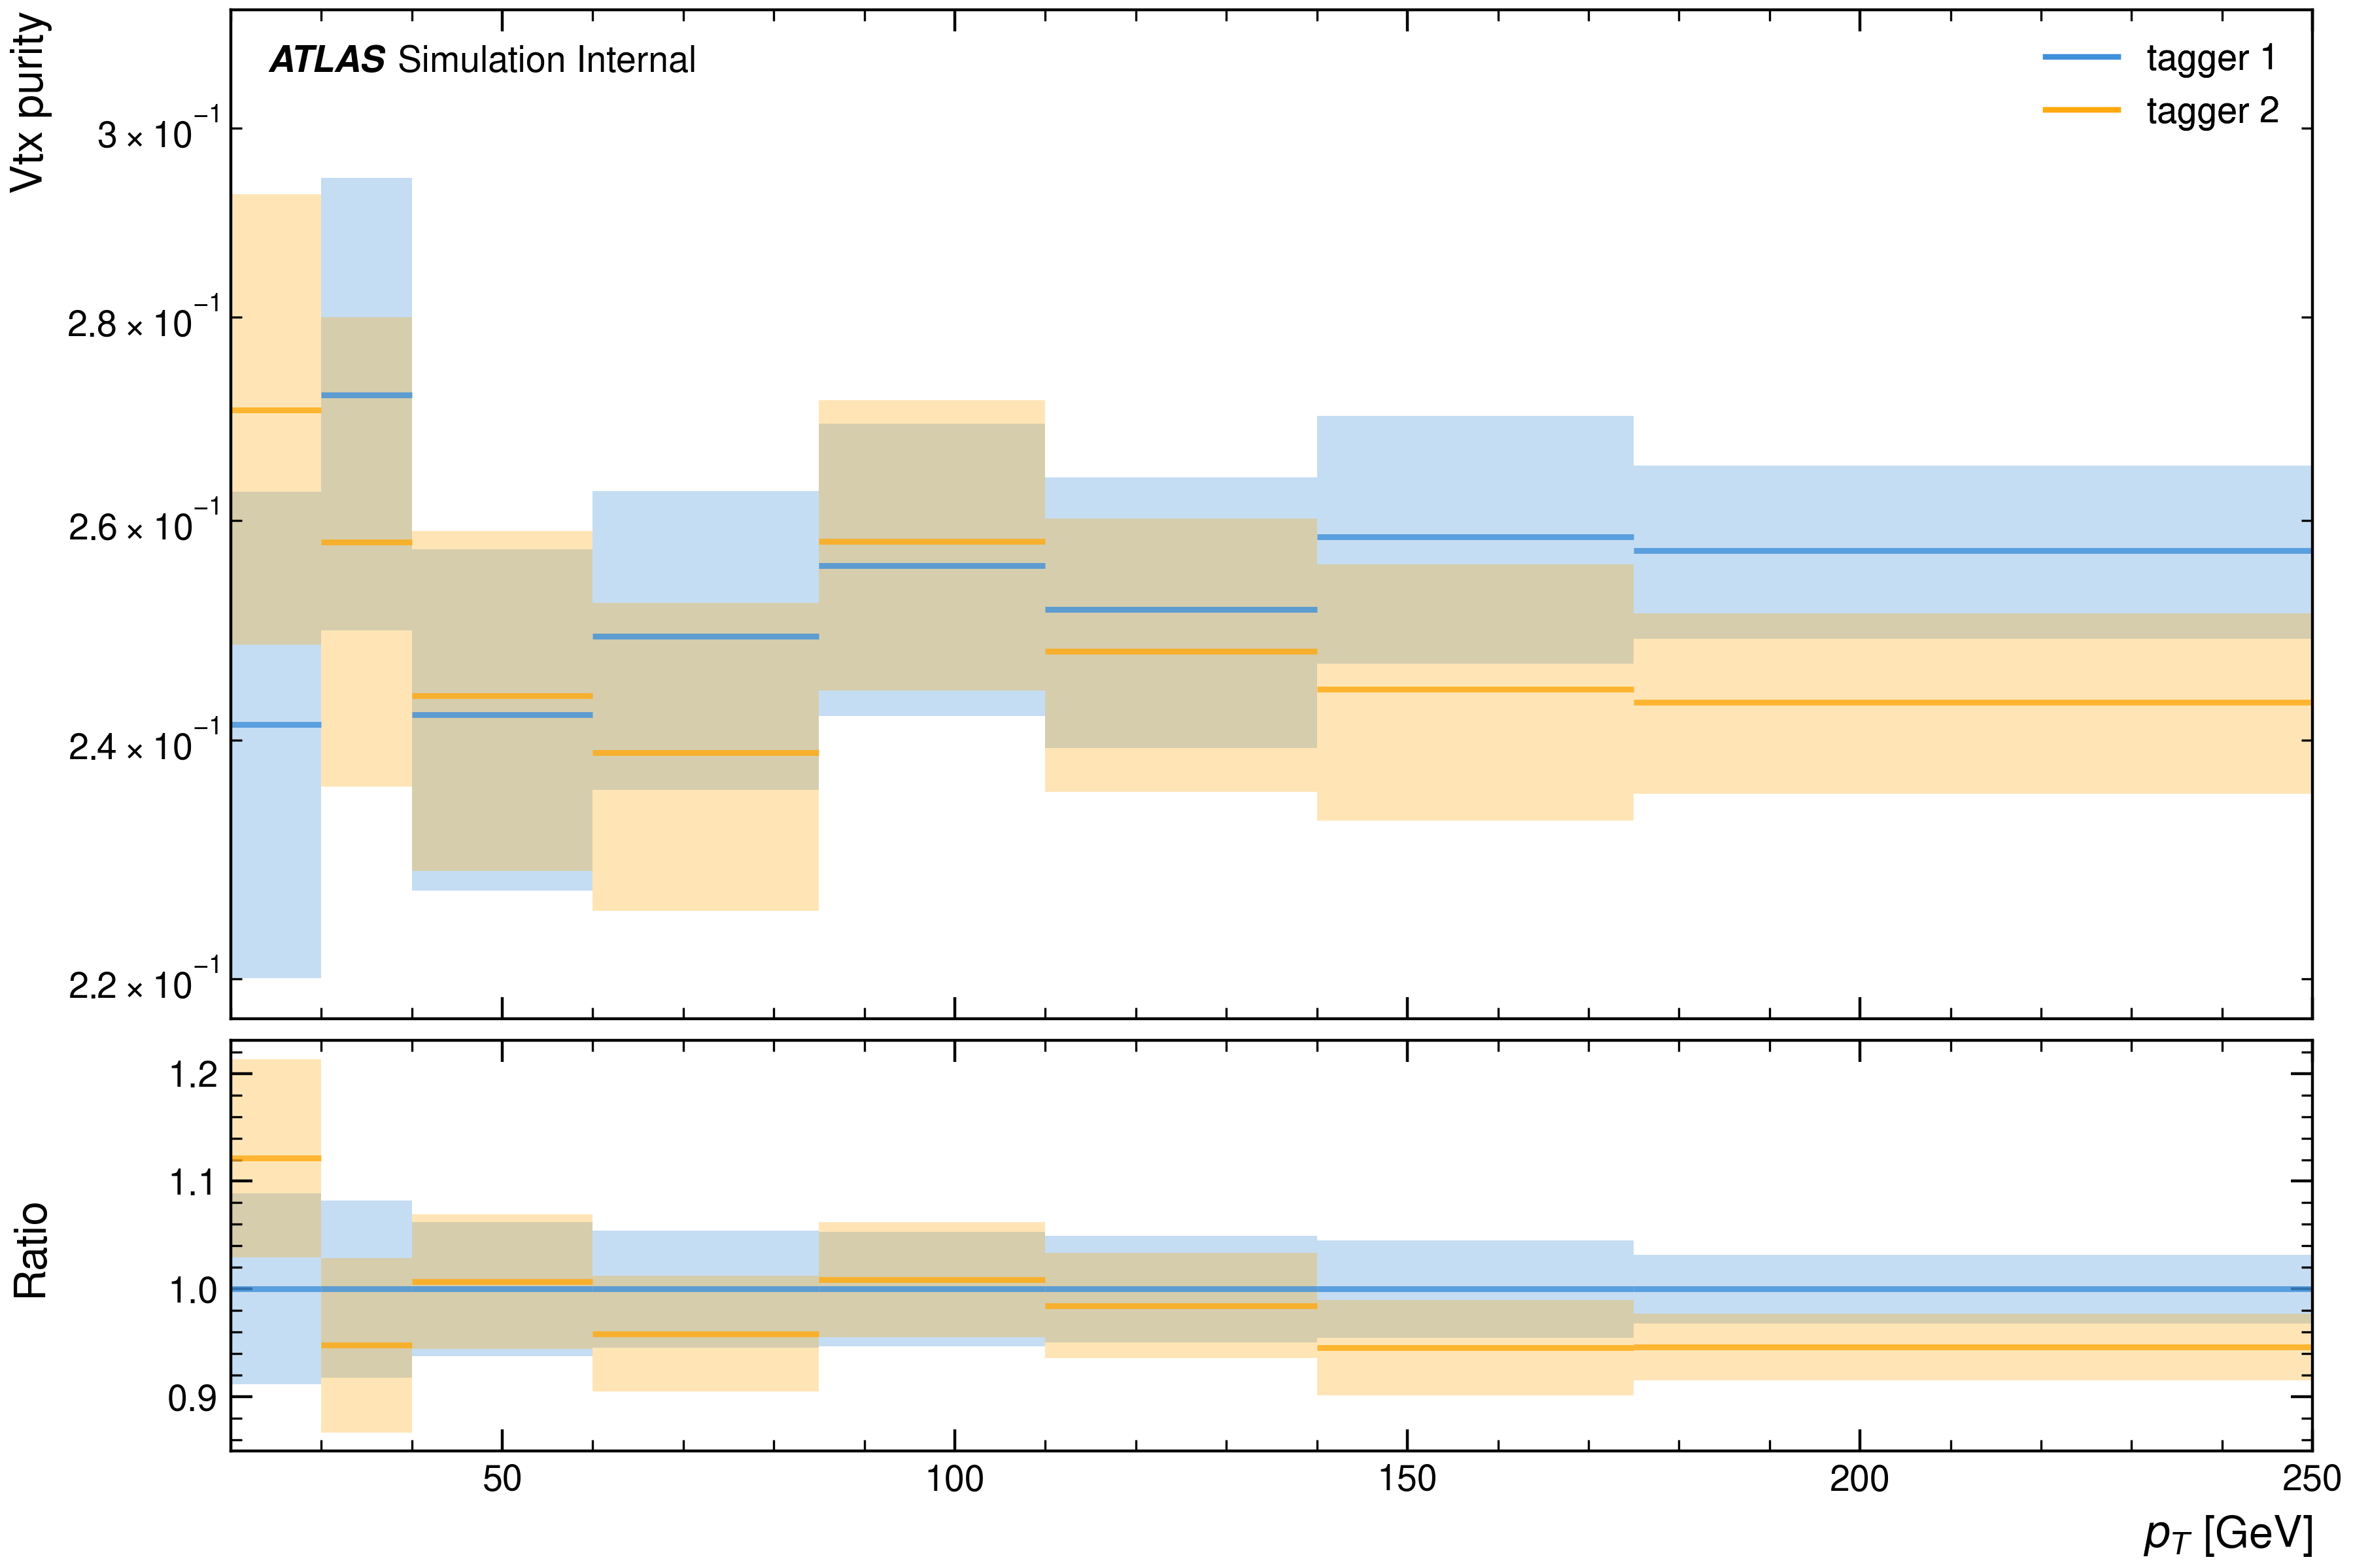 Vtx purity
ATLAS Simulation Internal
tagger 1
tagger 2
3 × 10⁻¹
2.8 × 10⁻¹
2.6 × 10⁻¹
2.4 × 10⁻¹
2.2 × 10⁻¹
Ratio
1.2
1.1
1.0
0.9
50 100 150 200 250
p_T [GeV]